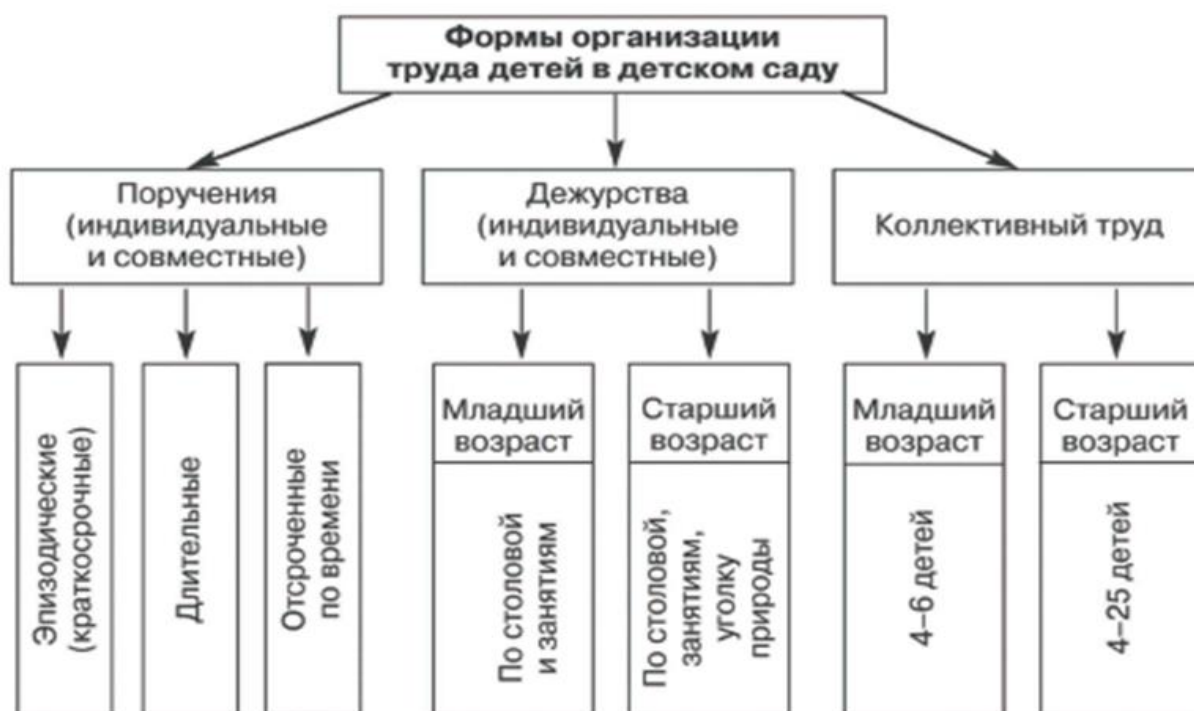 Формы организации
труда детей в детском саду
Поручения
(индивидуальные
и совместные)
Дежурства
(индивидуальные
и совместные)
Коллективный труд
Эпизодические
(краткосрочные)
Длительные
Отсроченные
по времени
Младший
возраст
По столовой
и занятиям
Старший
возраст
По столовой,
занятиям,
уголку
природы
Младший
возраст
4–6 детей
Старший
возраст
4–25 детей